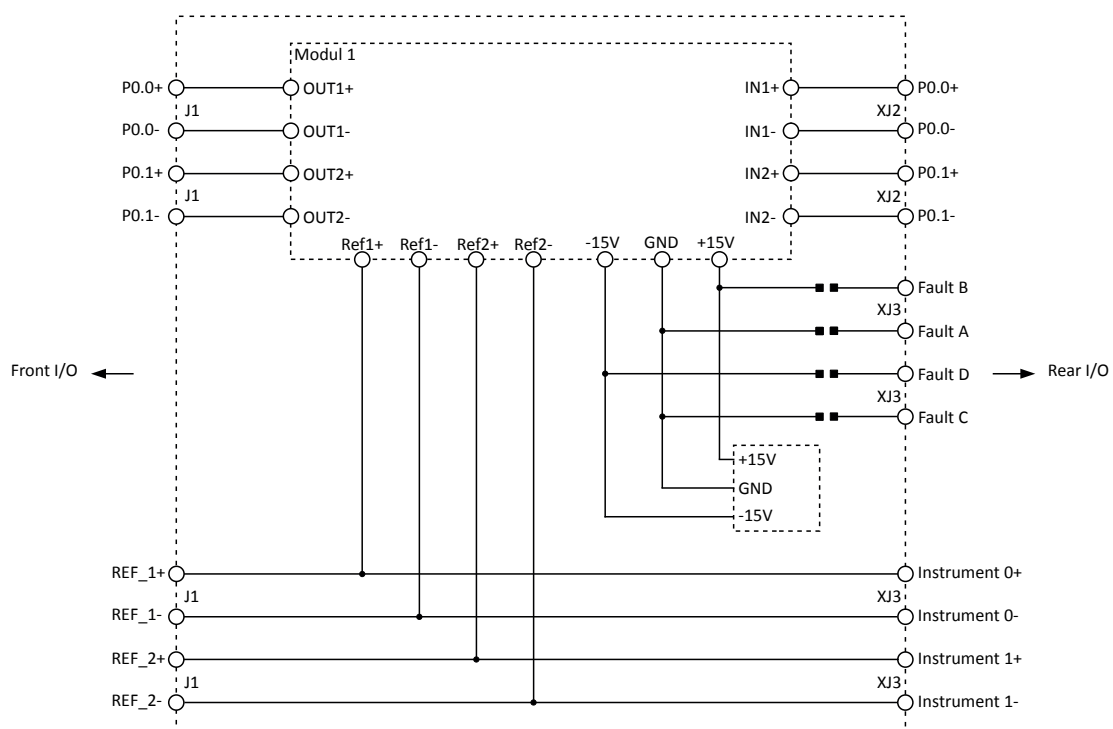 Modul 1
P0.0+ OUT1+ IN1+ P0.0+
J1 XJ2
P0.0- OUT1- IN1- P0.0-
P0.1+ OUT2+ IN2+ P0.1+
J1 XJ2
P0.1- OUT2- IN2- P0.1-
Ref1+ Ref1- Ref2+ Ref2- -15V GND +15V
Fault B
XJ3
Fault A
Front I/O Fault D Rear I/O
XJ3
Fault C
+15V
GND
-15V
REF_1+ Instrument 0+
J1 XJ3
REF_1- Instrument 0-
REF_2+ Instrument 1+
J1 XJ3
REF_2- Instrument 1-